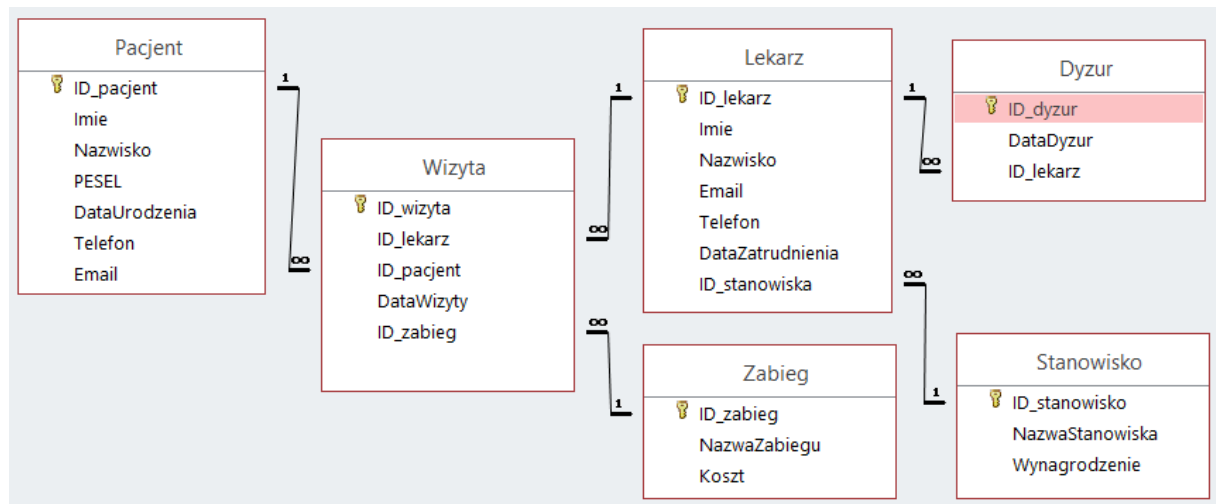 Pacjent
ID_pacjent
Imie
Nazwisko
PESEL
DataUrodzenia
Telefon
Email
1
∞
Wizyta
ID_wizyta
ID_lekarz
ID_pacjent
DataWizyty
ID_zabieg
1
∞
∞
1
Lekarz
ID_lekarz
Imie
Nazwisko
Email
Telefon
DataZatrudnienia
ID_stanowiska
1
∞
∞
1
Dyzur
ID_dyzur
DataDyzur
ID_lekarz
Zabieg
ID_zabieg
NazwaZabiegu
Koszt
Stanowisko
ID_stanowisko
NazwaStanowiska
Wynagrodzenie